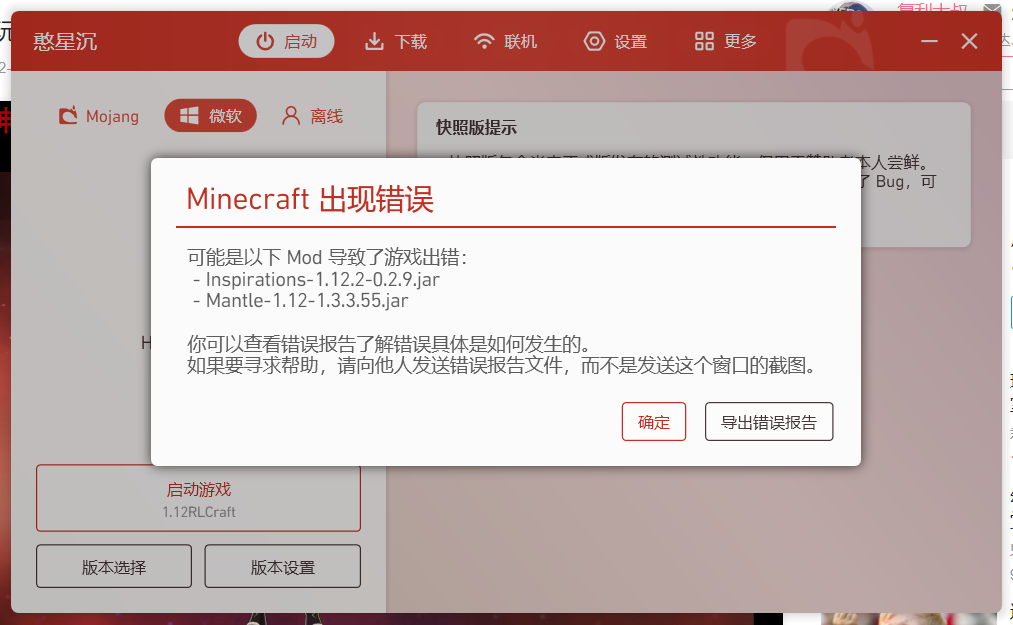 憨星沉
启动
下载
联机
设置
更多
Mojang
微软
离线
快照版提示
本人尝鲜。
了 Bug，可
Minecraft 出现错误
可能是以下 Mod 导致了游戏出错：
- Inspirations-1.12.2-0.2.9.jar
- Mantle-1.12-1.3.3.55.jar
你可以查看错误报告了解错误具体是如何发生的。
如果要寻求帮助，请向他人发送错误报告文件，而不是发送这个窗口的截图。
确定
导出错误报告
H
启动游戏
1.12RLCraft
版本选择
版本设置